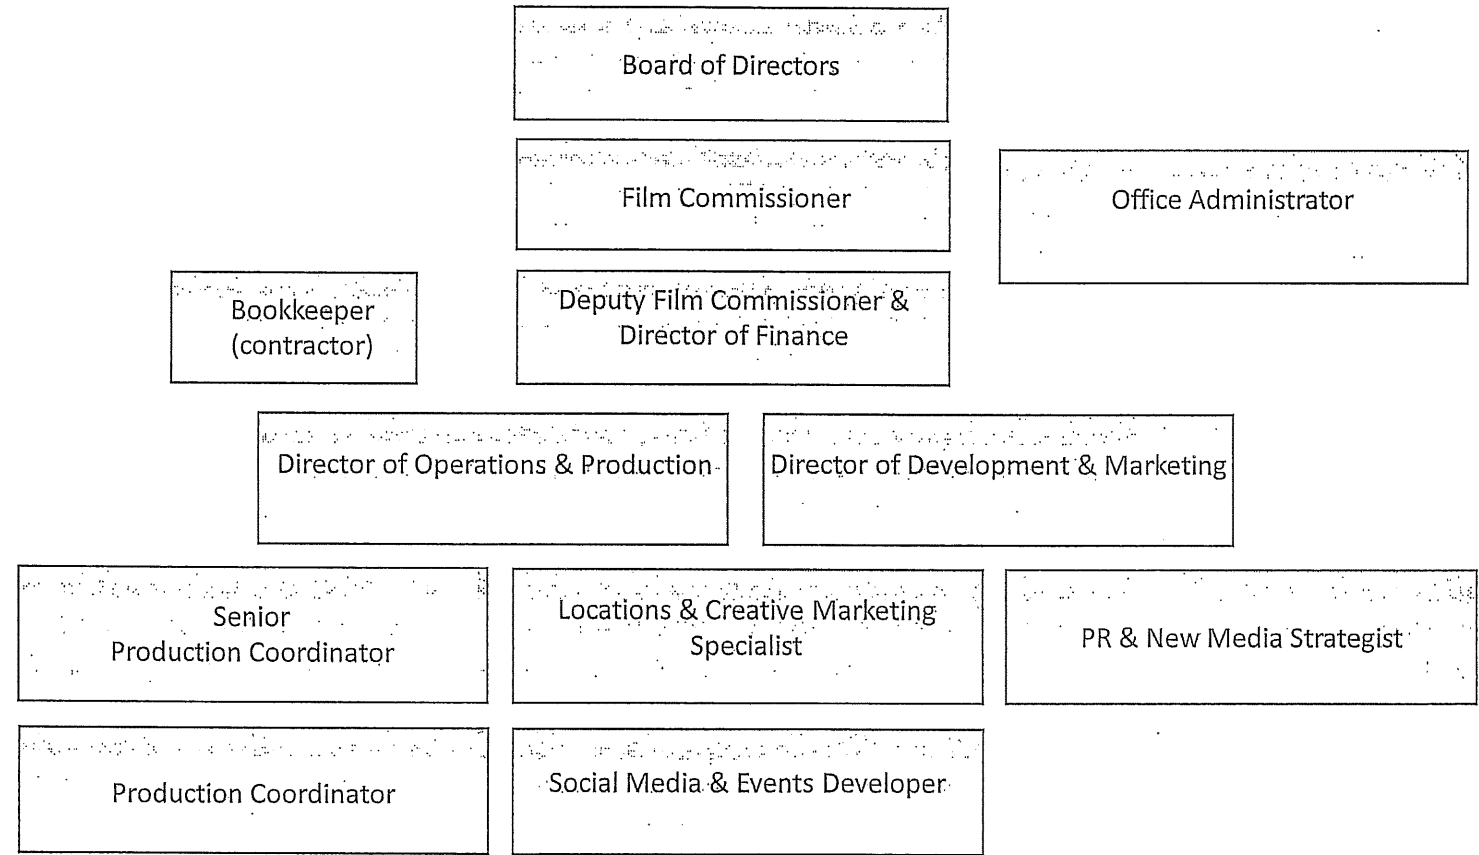 Board of Directors
Film Commissioner
Office Administrator
Bookkeeper
(contractor)
Deputy Film Commissioner &
Director of Finance
Director of Operations & Production
Director of Development & Marketing
Senior
Production Coordinator
Locations & Creative Marketing
Specialist
PR & New Media Strategist
Production Coordinator
Social Media & Events Developer